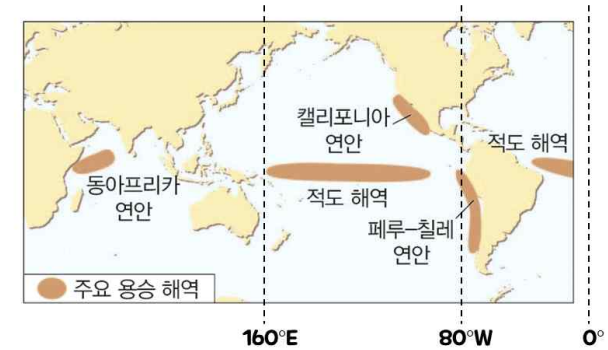 캘리포니아
연안
적도 해역
동아프리카
연안
적도 해역
페루-칠레
연안
주요 용승 해역
160°E
80°W
0°